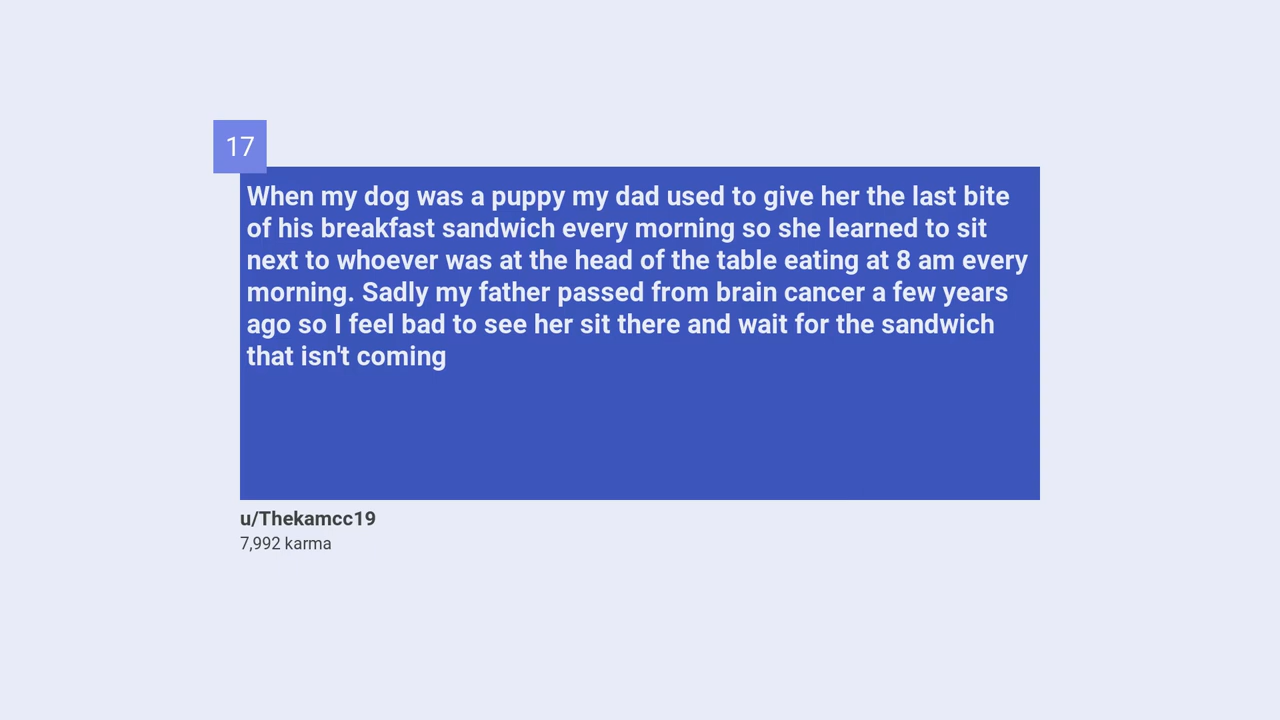 17
When my dog was a puppy my dad used to give her the last bite
of his breakfast sandwich every morning so she learned to sit
next to whoever was at the head of the table eating at 8 am every
morning. Sadly my father passed from brain cancer a few years
ago so I feel bad to see her sit there and wait for the sandwich
that isn't coming
u/Thekamcc19
7,992 karma